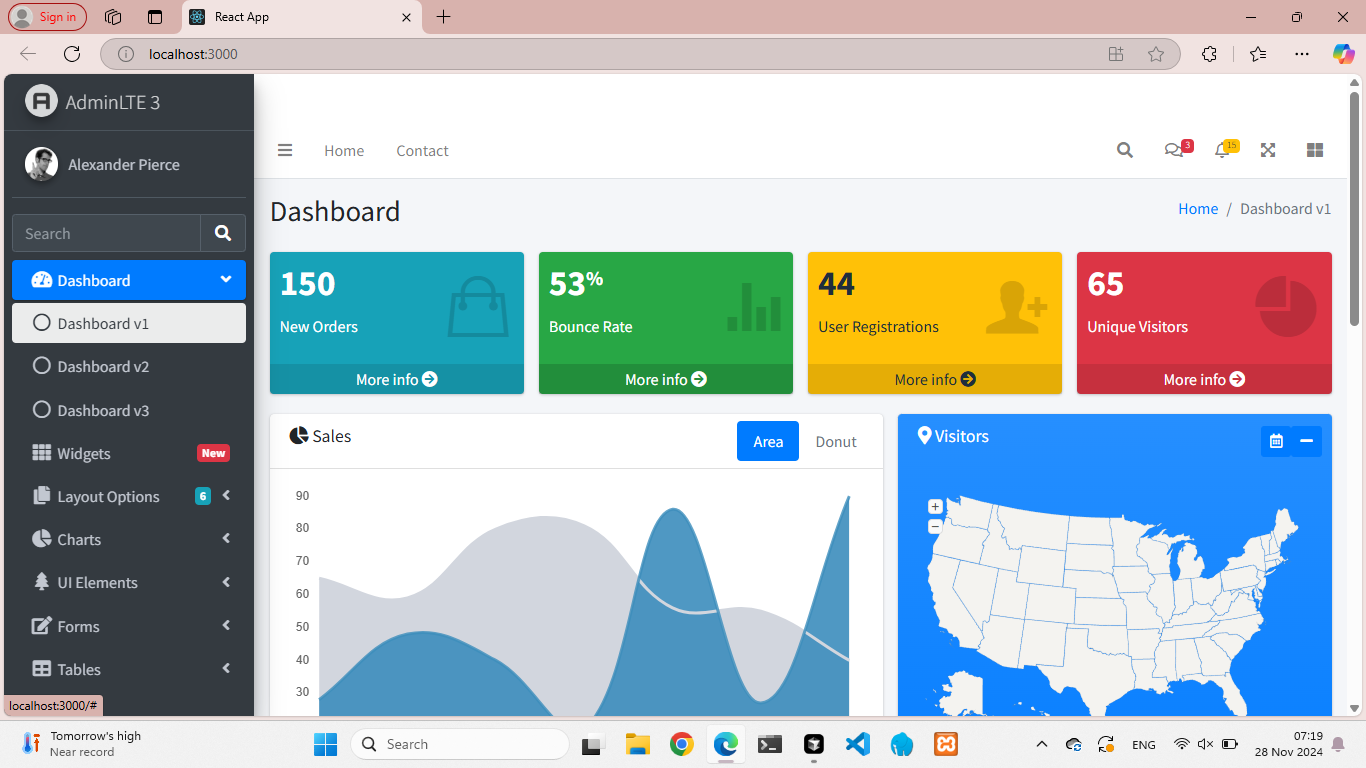 Sign in
React App
localhost:3000
AdminLTE 3
Alexander Pierce
Search
Dashboard
Dashboard v1
Dashboard v2
Dashboard v3
Widgets New
Layout Options 6
Charts
UI Elements
Forms
Tables
localhost:3000/#
Home Contact
3
15
Dashboard
Home / Dashboard v1
150
New Orders
More info
53%
Bounce Rate
More info
44
User Registrations
More info
65
Unique Visitors
More info
Sales
Area Donut
90
80
70
60
50
40
30
Visitors
+
−
Tomorrow's high
Near record
Search
ENG
07:19
28 Nov 2024